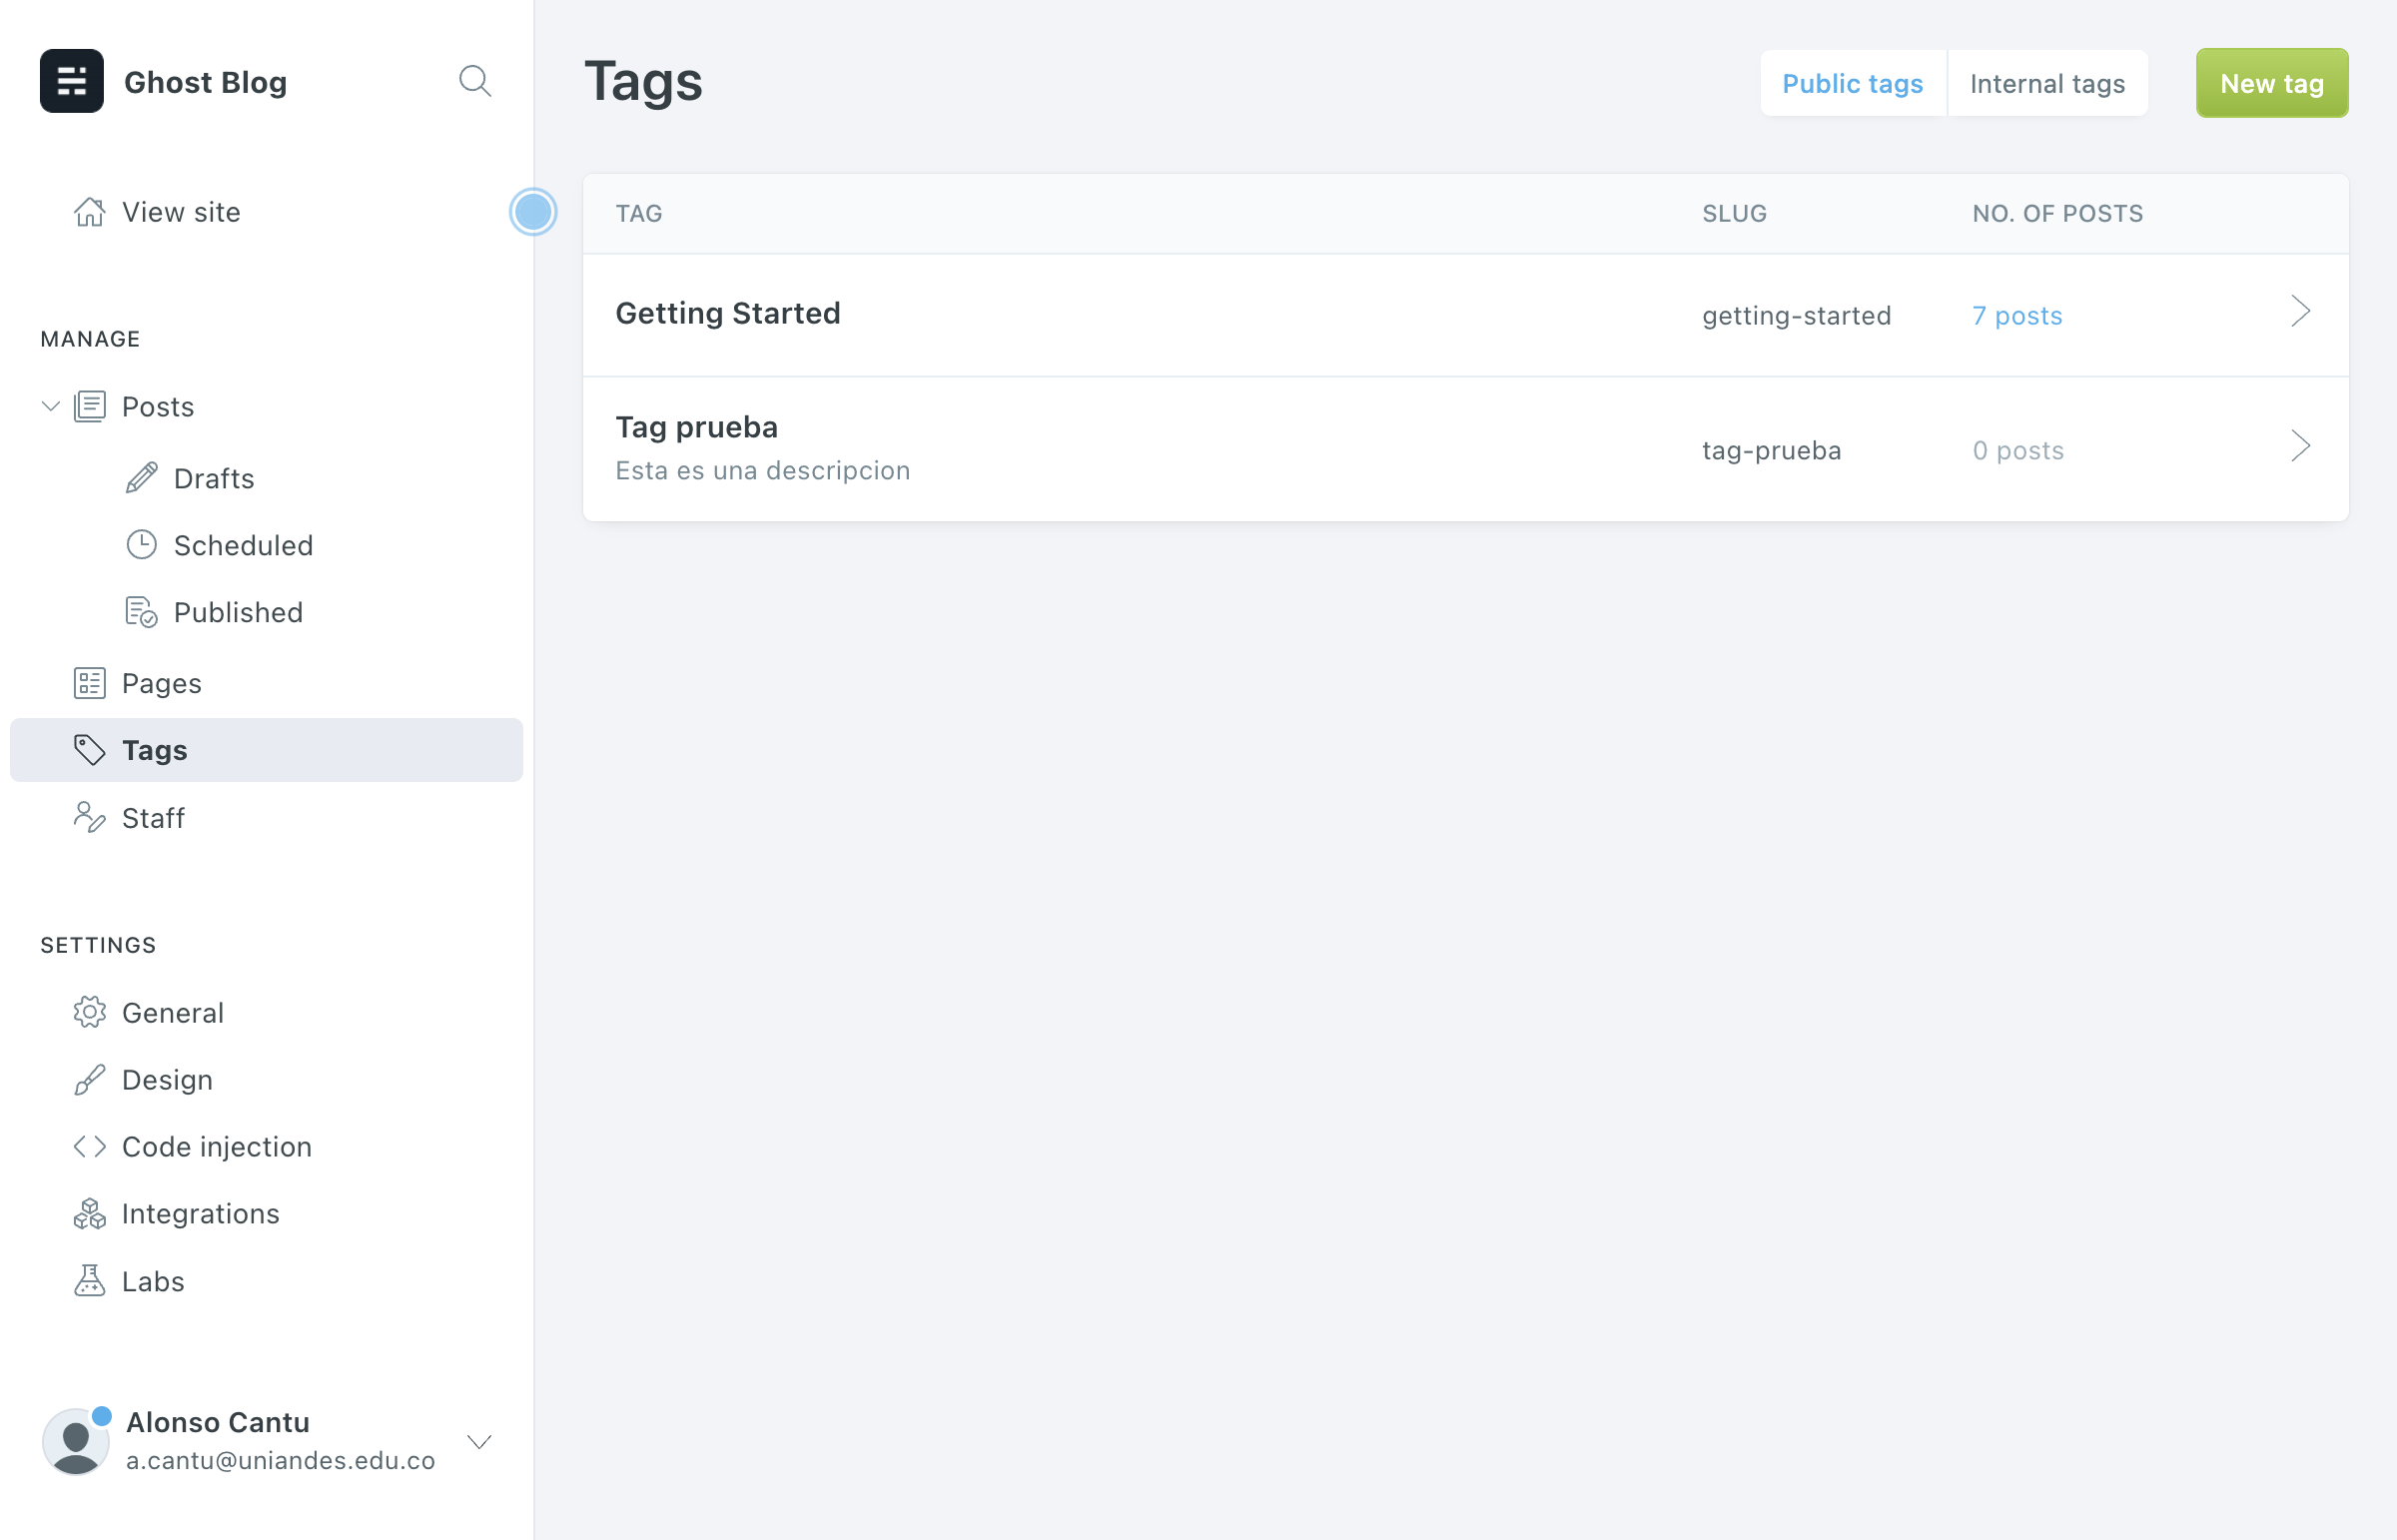 Ghost Blog
View site
MANAGE
Posts
Drafts
Scheduled
Published
Pages
Tags
Staff
SETTINGS
General
Design
Code injection
Integrations
Labs
Alonso Cantu
a.cantu@uniandes.edu.co
Tags
Public tags Internal tags New tag
TAG SLUG NO. OF POSTS
Getting Started getting-started 7 posts
Tag prueba tag-prueba 0 posts
Esta es una descripcion